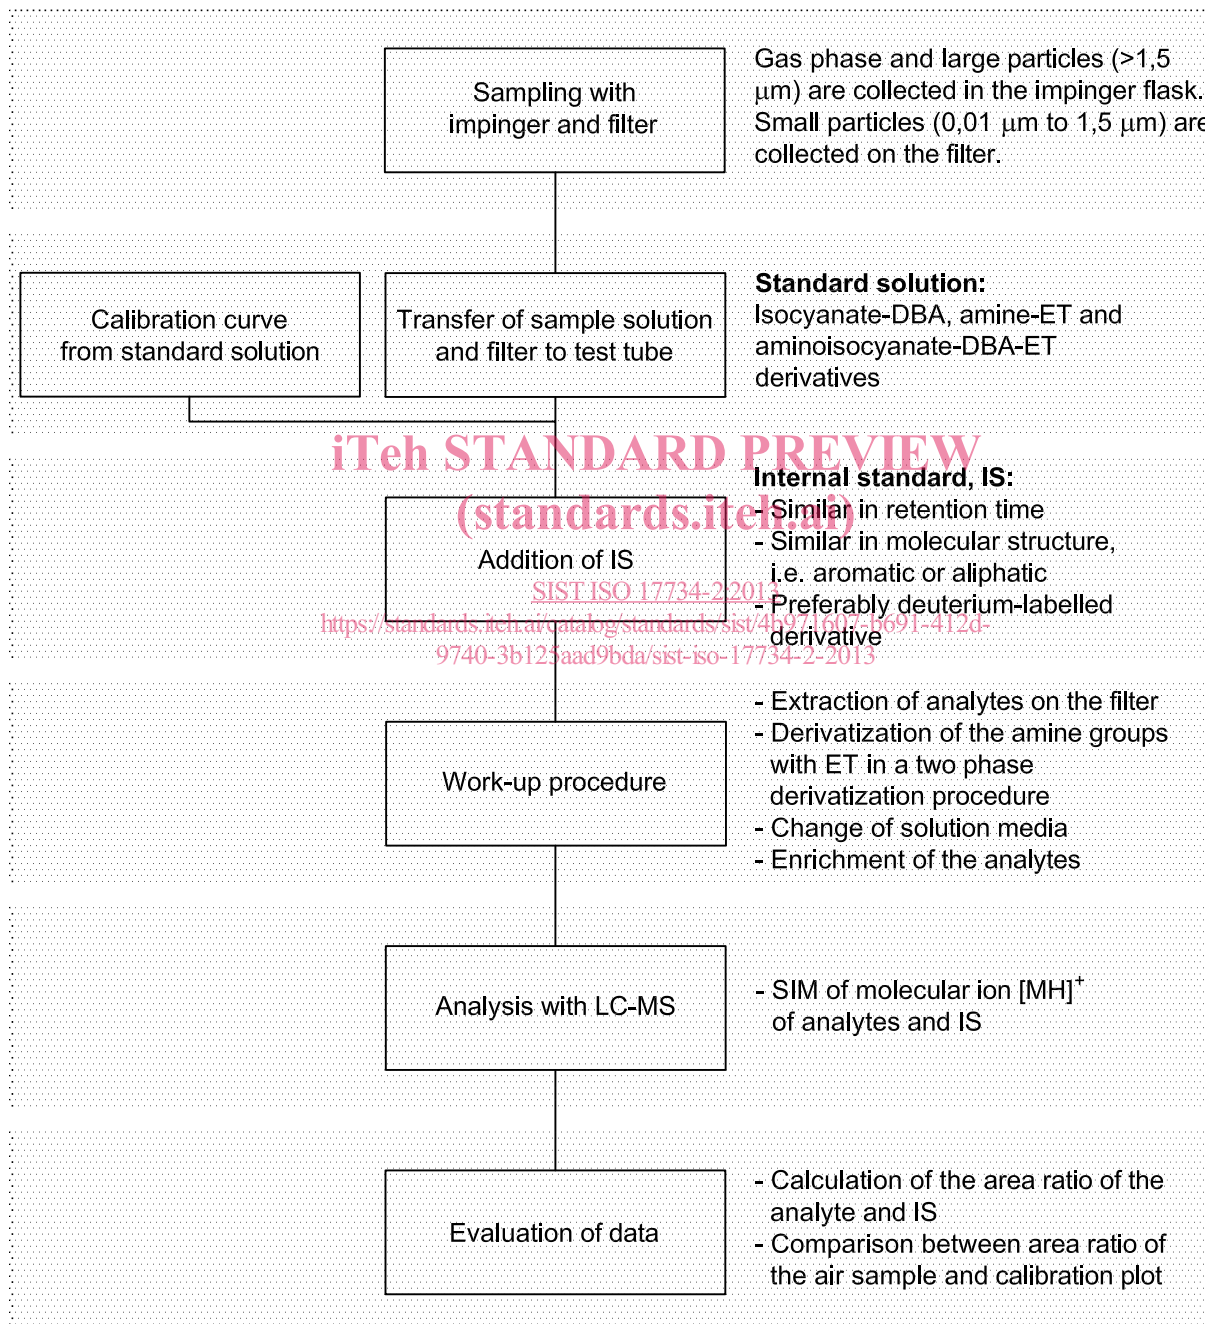 Sampling with
impinger and filter
Gas phase and large particles (>1,5
µm) are collected in the impinger flask.
Small particles (0,01 µm to 1,5 µm) are
collected on the filter.
Calibration curve
from standard solution
Transfer of sample solution
and filter to test tube
Standard solution:
Isocyanate-DBA, amine-ET and
aminoisocyanate-DBA-ET
derivatives
iTeh STANDARD PREVIEW
(standards.iteh.ai)
Addition of IS
Internal standard, IS:
- Similar in retention time
- Similar in molecular structure,
i.e. aromatic or aliphatic
- Preferably deuterium-labelled
derivative
SIST ISO 17734-2:2013
https://standards.iteh.ai/catalog/standards/sist/4b971607-b691-412d-
9740-3b125aad9bda/sist-iso-17734-2-2013
Work-up procedure
- Extraction of analytes on the filter
- Derivatization of the amine groups
with ET in a two phase
derivatization procedure
- Change of solution media
- Enrichment of the analytes
Analysis with LC-MS
- SIM of molecular ion [MH]⁺
of analytes and IS
Evaluation of data
- Calculation of the area ratio of the
analyte and IS
- Comparison between area ratio of
the air sample and calibration plot